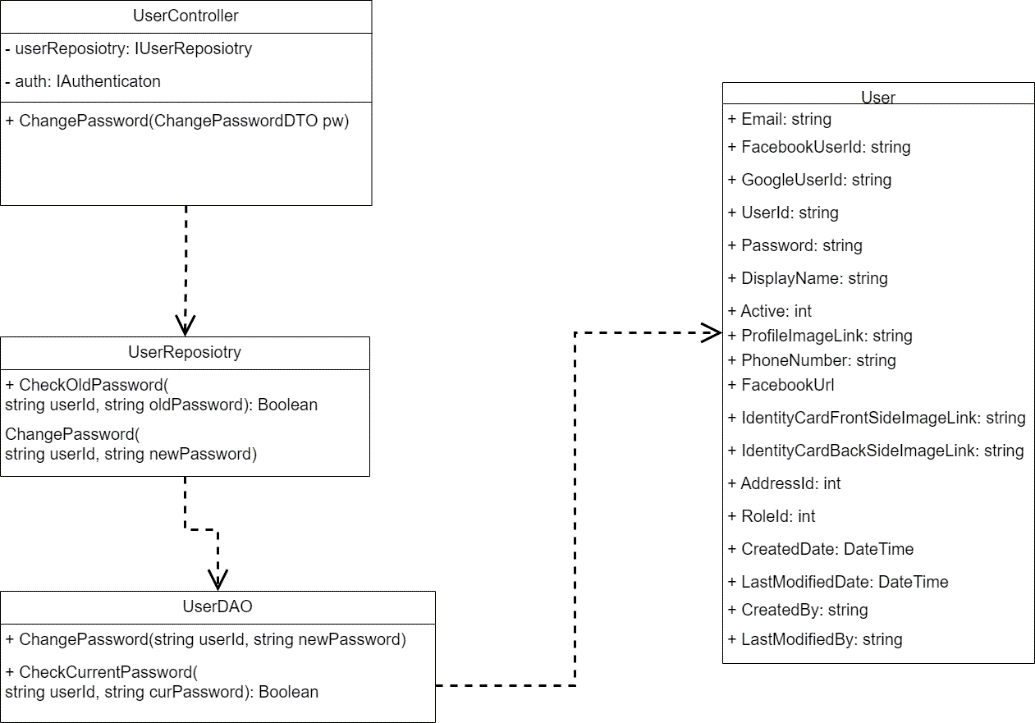 UserController
- userReposiotry: IUserReposiotry
- auth: IAuthenticaton
+ ChangePassword(ChangePasswordDTO pw)
UserReposiotry
+ CheckOldPassword(
string userId, string oldPassword): Boolean
ChangePassword(
string userId, string newPassword)
UserDAO
+ ChangePassword(string userId, string newPassword)
+ CheckCurrentPassword(
string userId, string curPassword): Boolean
User
+ Email: string
+ FacebookUserId: string
+ GoogleUserId: string
+ UserId: string
+ Password: string
+ DisplayName: string
+ Active: int
+ ProfileImageLink: string
+ PhoneNumber: string
+ FacebookUrl
+ IdentityCardFrontSideImageLink: string
+ IdentityCardBackSideImageLink: string
+ AddressId: int
+ RoleId: int
+ CreatedDate: DateTime
+ LastModifiedDate: DateTime
+ CreatedBy: string
+ LastModifiedBy: string